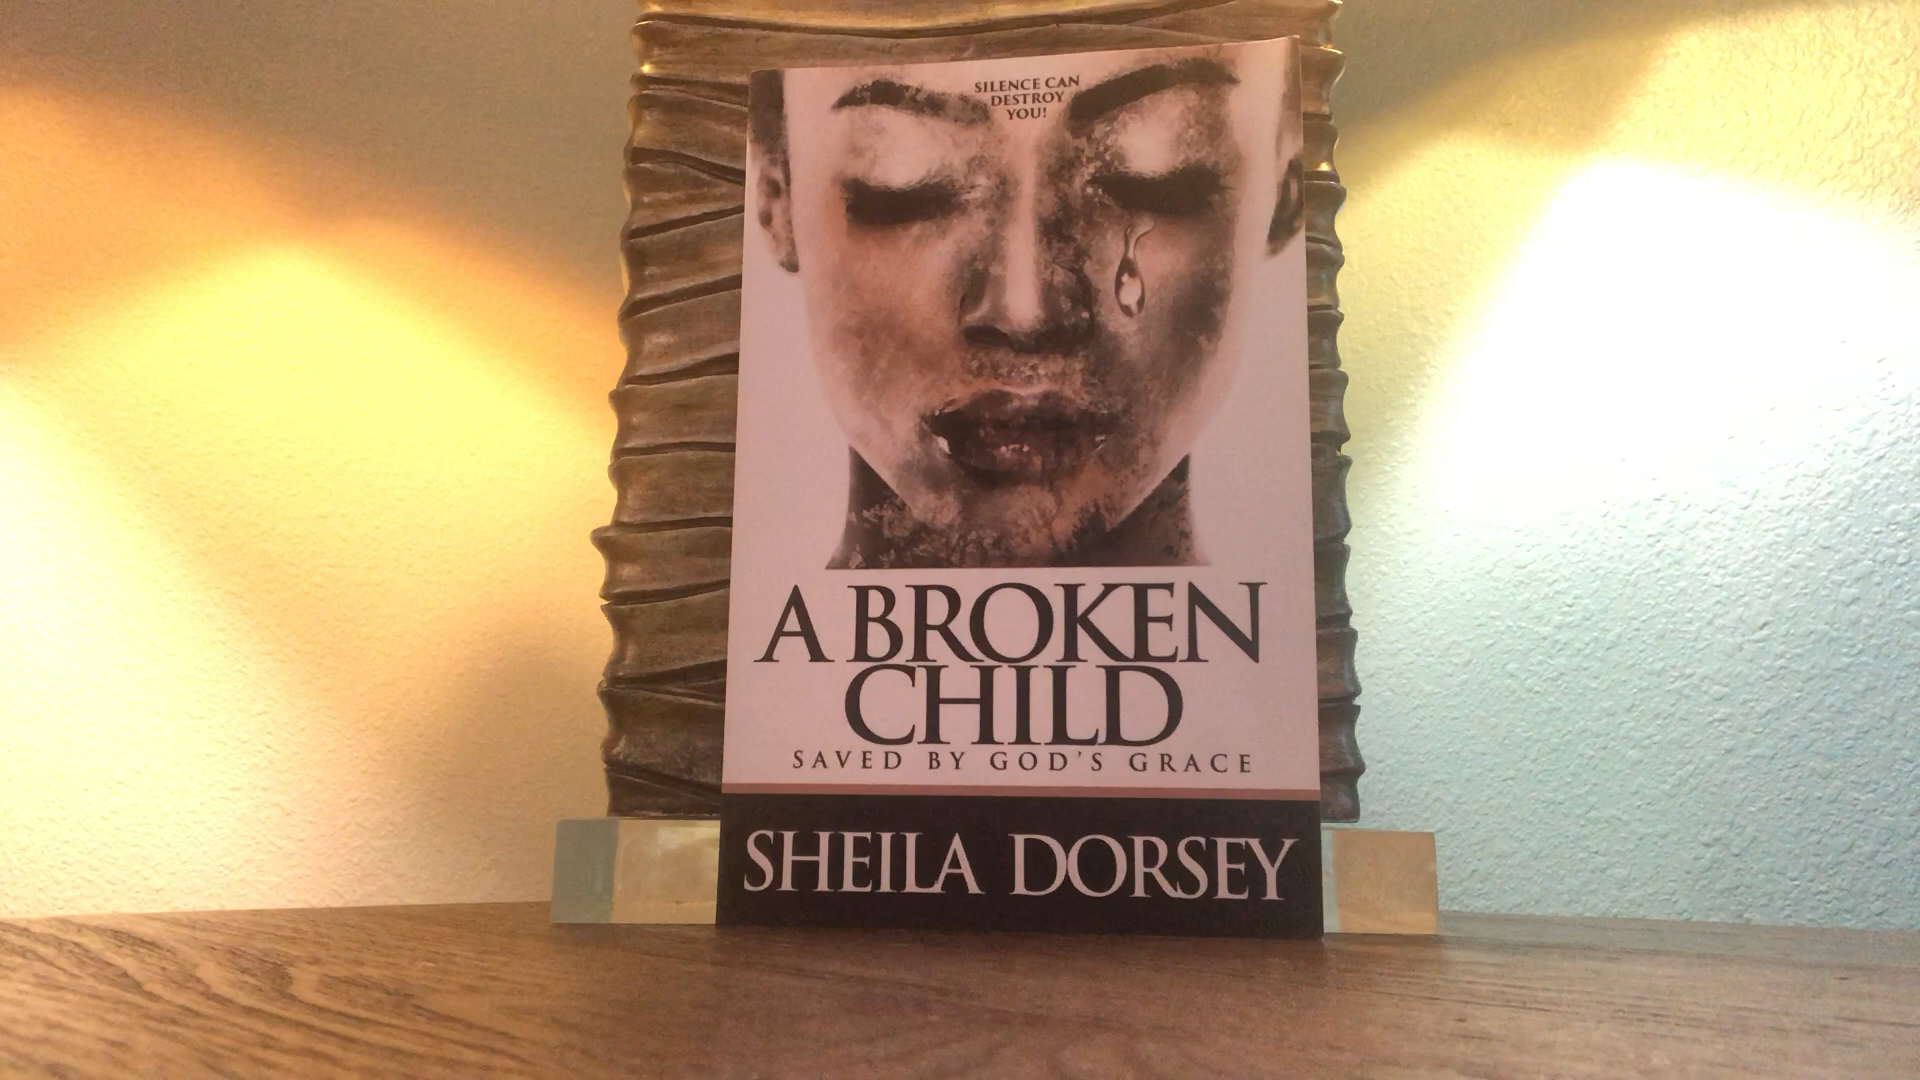 SILENCE CAN
DESTROY
YOU!
A BROKEN
CHILD
SAVED BY GOD'S GRACE
SHEILA DORSEY